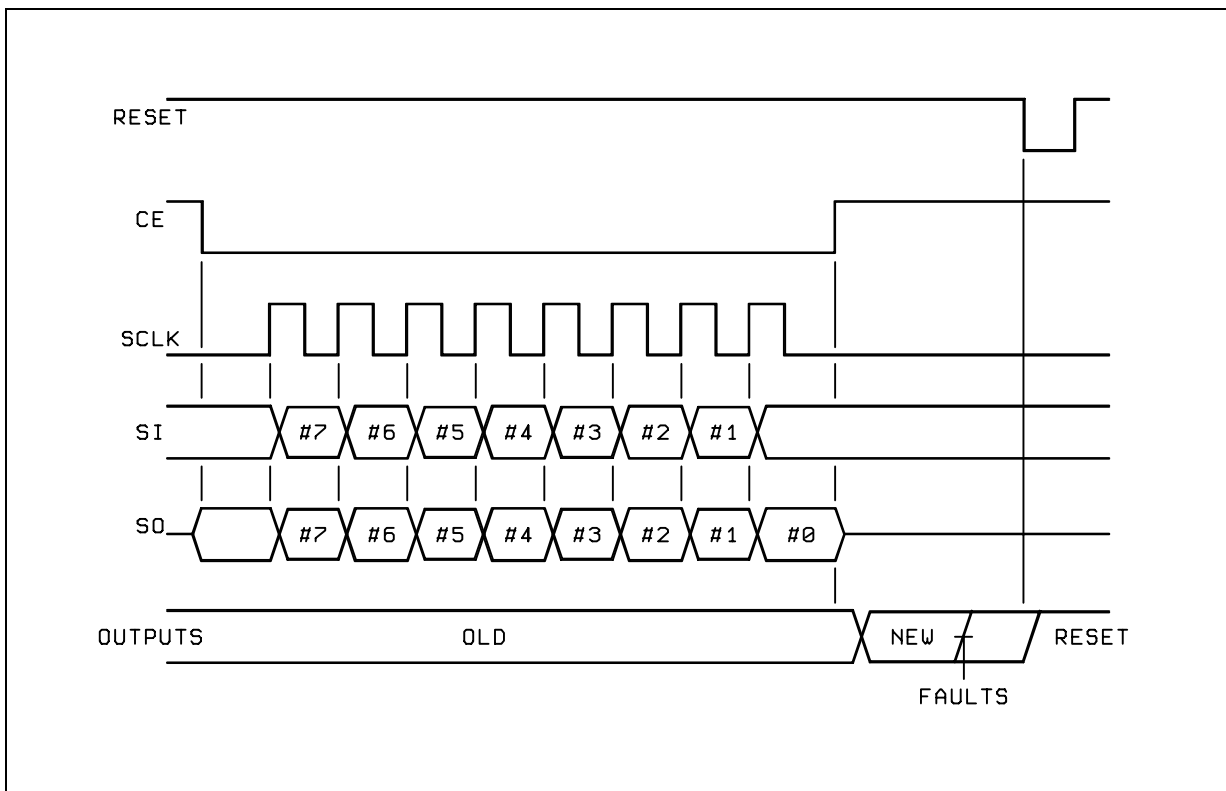 RESET
CE
SCLK
SI #7 #6 #5 #4 #3 #2 #1
SO #7 #6 #5 #4 #3 #2 #1 #0
OUTPUTS OLD NEW RESET
FAULTS